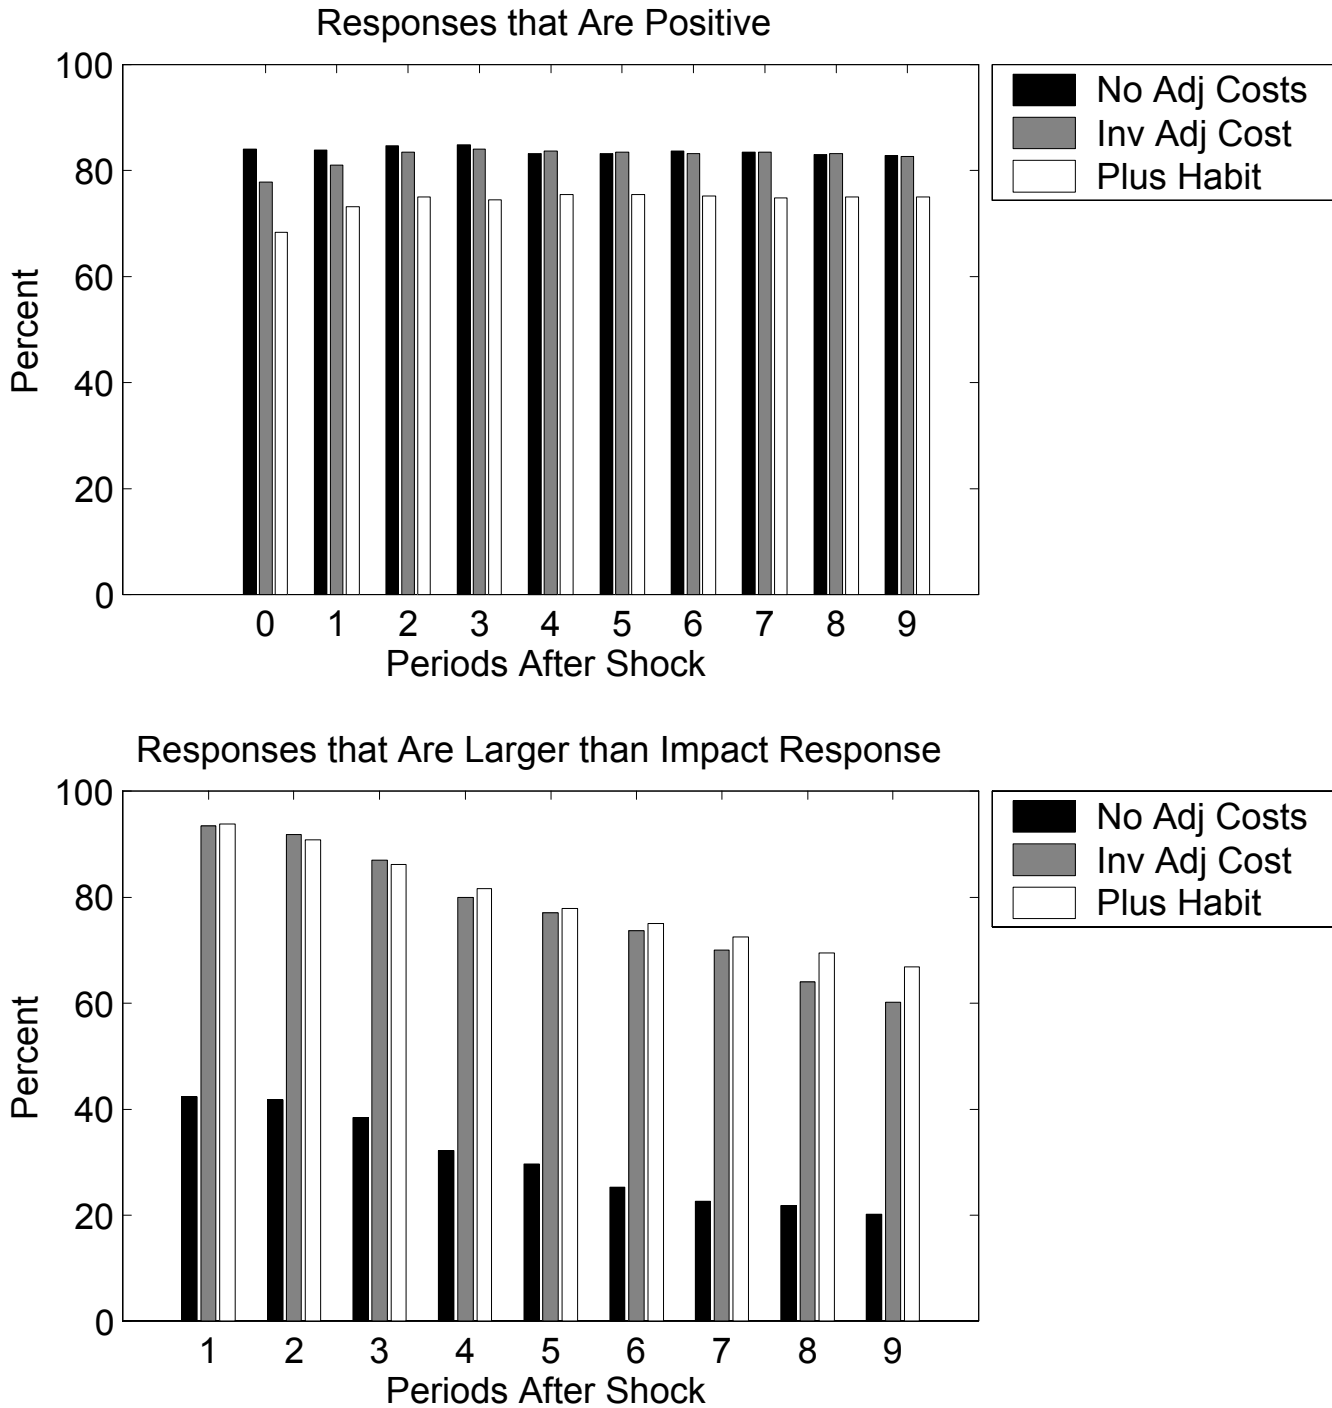 Responses that Are Positive
100
80
60
40
20
0
Percent
0 1 2 3 4 5 6 7 8 9
Periods After Shock
No Adj Costs
Inv Adj Cost
Plus Habit
Responses that Are Larger than Impact Response
100
80
60
40
20
0
Percent
1 2 3 4 5 6 7 8 9
Periods After Shock
No Adj Costs
Inv Adj Cost
Plus Habit